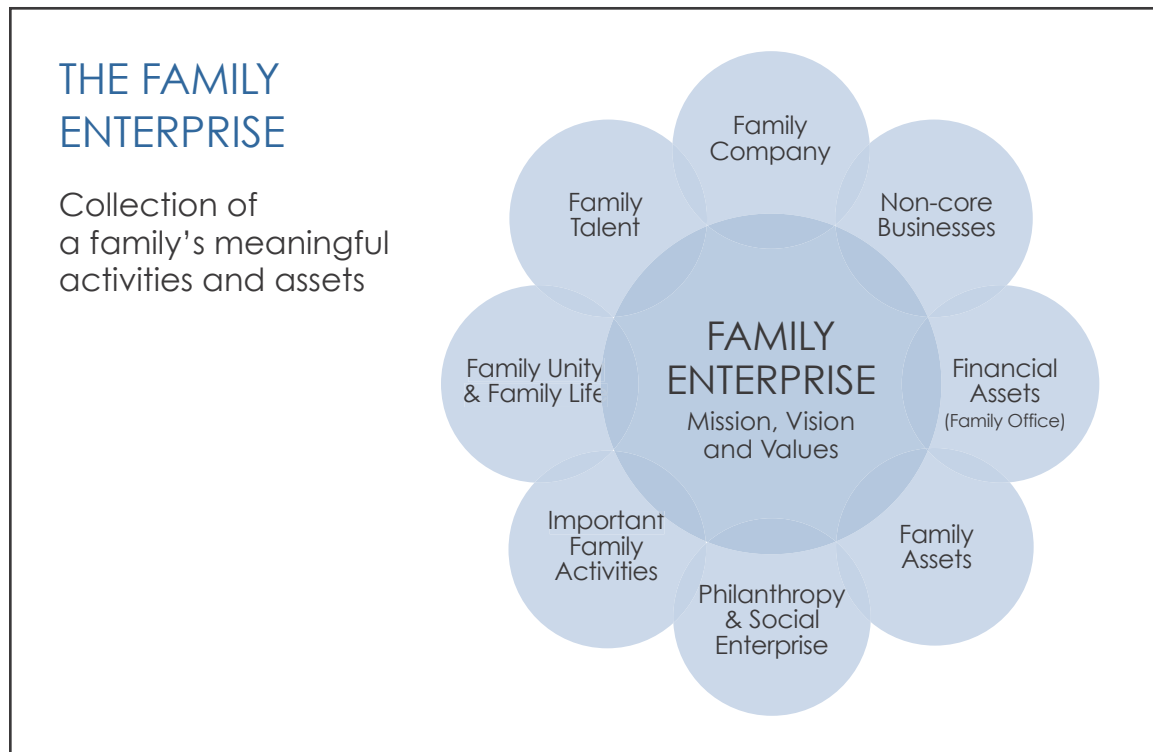 THE FAMILY
ENTERPRISE
Collection of
a family’s meaningful
activities and assets
Family
Company
Non-core
Businesses
Financial
Assets
(Family Office)
Family
Assets
Philanthropy
& Social
Enterprise
Important
Family
Activities
Family Unity
& Family Life
Family
Talent
FAMILY
ENTERPRISE
Mission, Vision
and Values